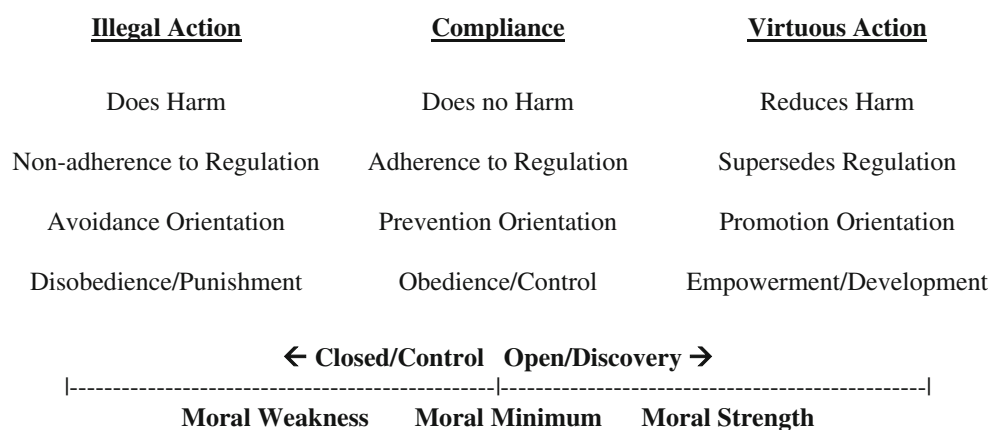 Illegal Action Compliance Virtuous Action
Does Harm Does no Harm Reduces Harm
Non-adherence to Regulation Adherence to Regulation Supersedes Regulation
Avoidance Orientation Prevention Orientation Promotion Orientation
Disobedience/Punishment Obedience/Control Empowerment/Development
← Closed/Control Open/Discovery →
|-------------------------------------------------|-------------------------------------------------|
Moral Weakness Moral Minimum Moral Strength